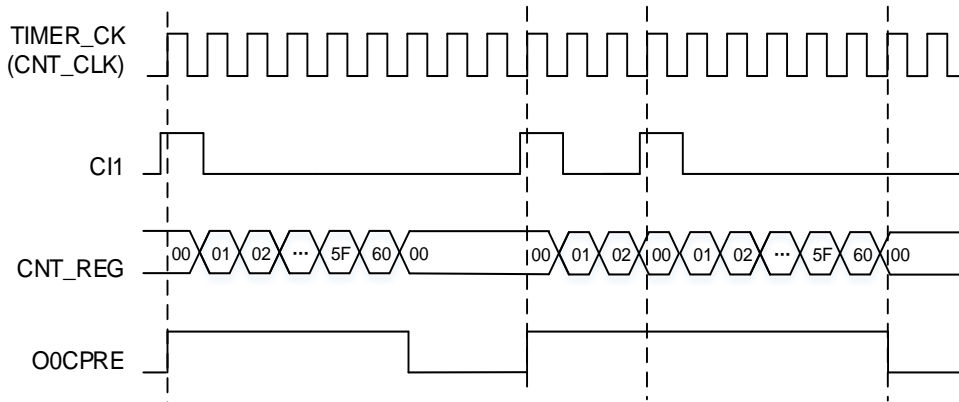 TIMER_CK
(CNT_CLK)
CI1
CNT_REG
00 01 02 ... 5F 60 00 00 01 02 00 01 02 ... 5F 60 00
O0CPRE